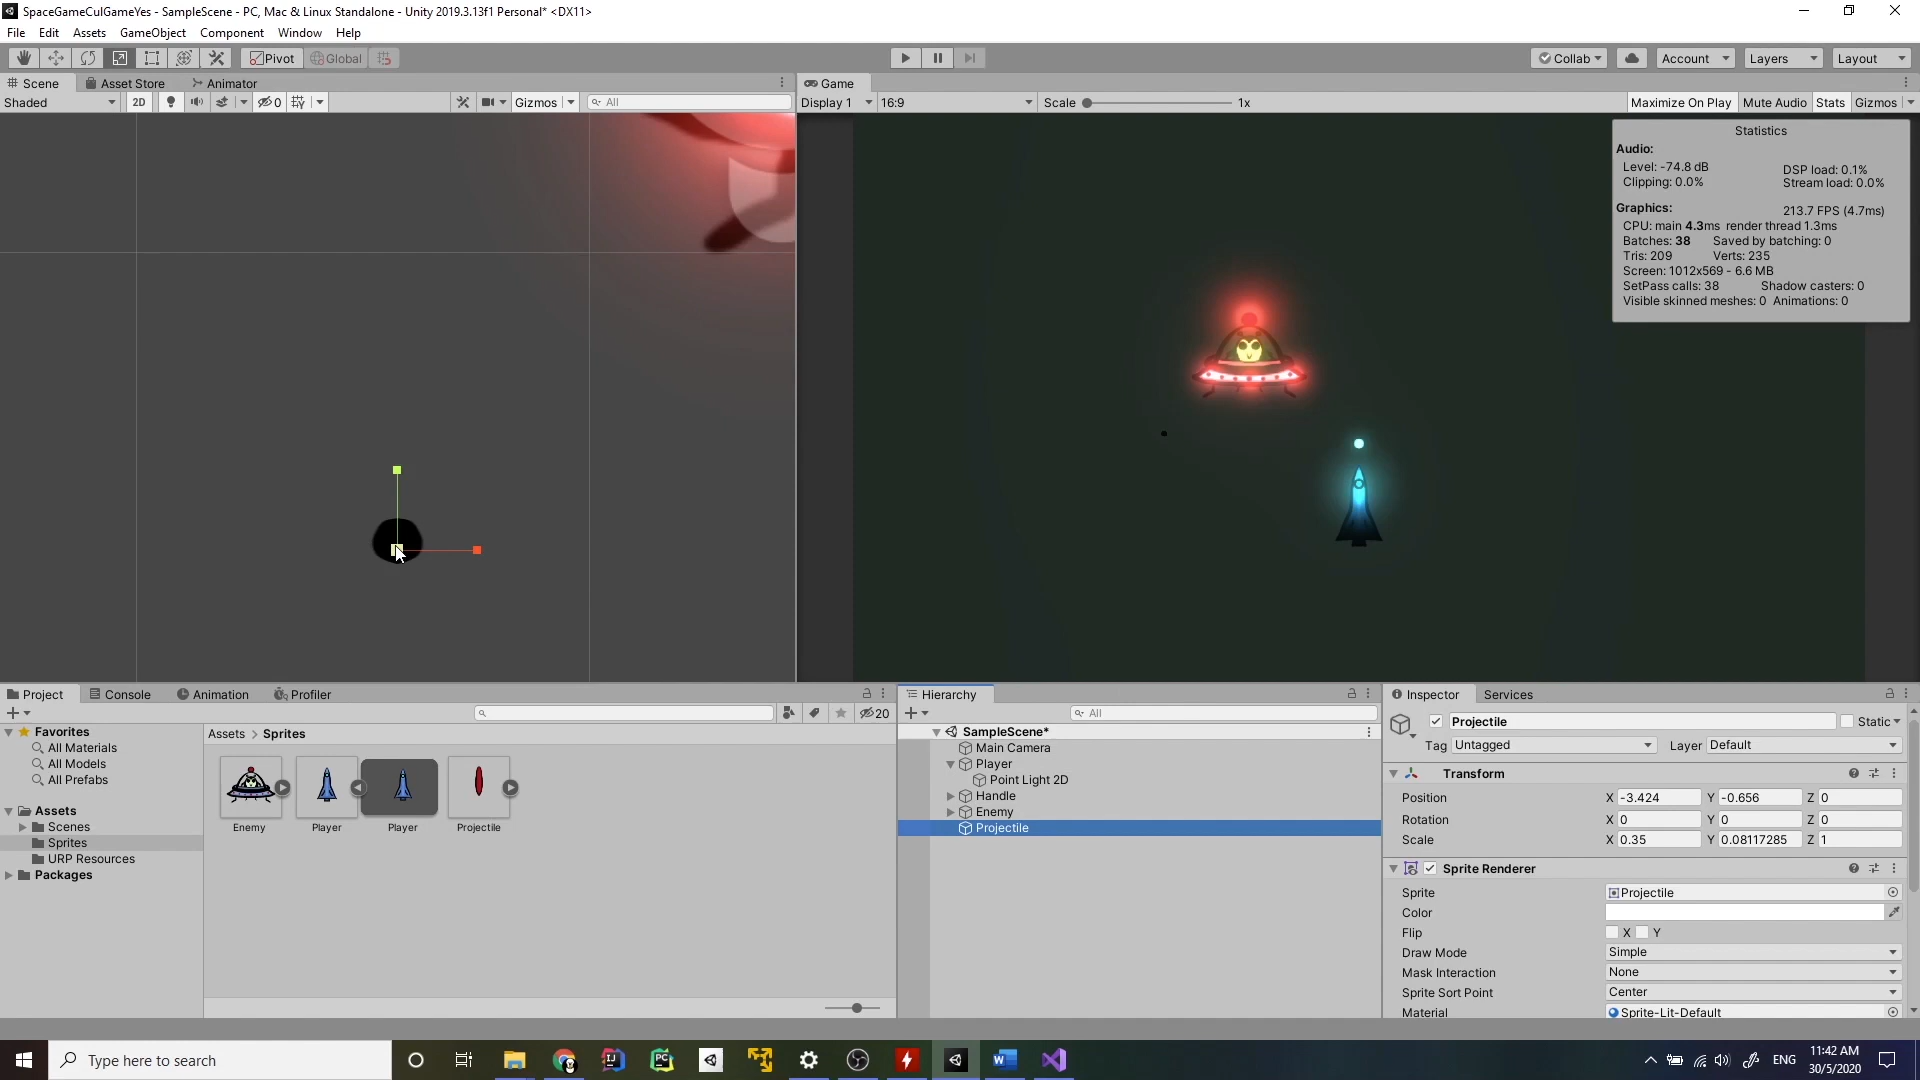 SpaceGameCulGameYes - SampleScene - PC, Mac & Linux Standalone - Unity 2019.3.13f1 Personal* <DX11>
File Edit Assets GameObject Component Window Help
Pivot Global Collab Account Layers Layout
Scene Asset Store Animator Game
Shaded 2D 0 Gizmos All Display 1 16:9 Scale 1x Maximize On Play Mute Audio Stats Gizmos
Statistics
Audio:
Level: -74.8 dB DSP load: 0.1%
Clipping: 0.0% Stream load: 0.0%
Graphics: 213.7 FPS (4.7ms)
CPU: main 4.3ms render thread 1.3ms
Batches: 38 Saved by batching: 0
Tris: 209 Verts: 235
Screen: 1012x569 - 6.6 MB
SetPass calls: 38 Shadow casters: 0
Visible skinned meshes: 0 Animations: 0
Project Console Animation Profiler
20
Favorites
All Materials
All Models
All Prefabs
Assets
Scenes
Sprites
URP Resources
Packages
Assets > Sprites
Enemy Player Player Projectile
Hierarchy
All
SampleScene*
Main Camera
Player
Point Light 2D
Handle
Enemy
Projectile
Inspector Services
Projectile Static
Tag Untagged Layer Default
Transform
Position X -3.424 Y -0.656 Z 0
Rotation X 0 Y 0 Z 0
Scale X 0.35 Y 0.08117285 Z 1
Sprite Renderer
Sprite Projectile
Color
Flip X Y
Draw Mode Simple
Mask Interaction None
Sprite Sort Point Center
Material Sprite-Lit-Default
Type here to search
ENG 11:42 AM
30/5/2020